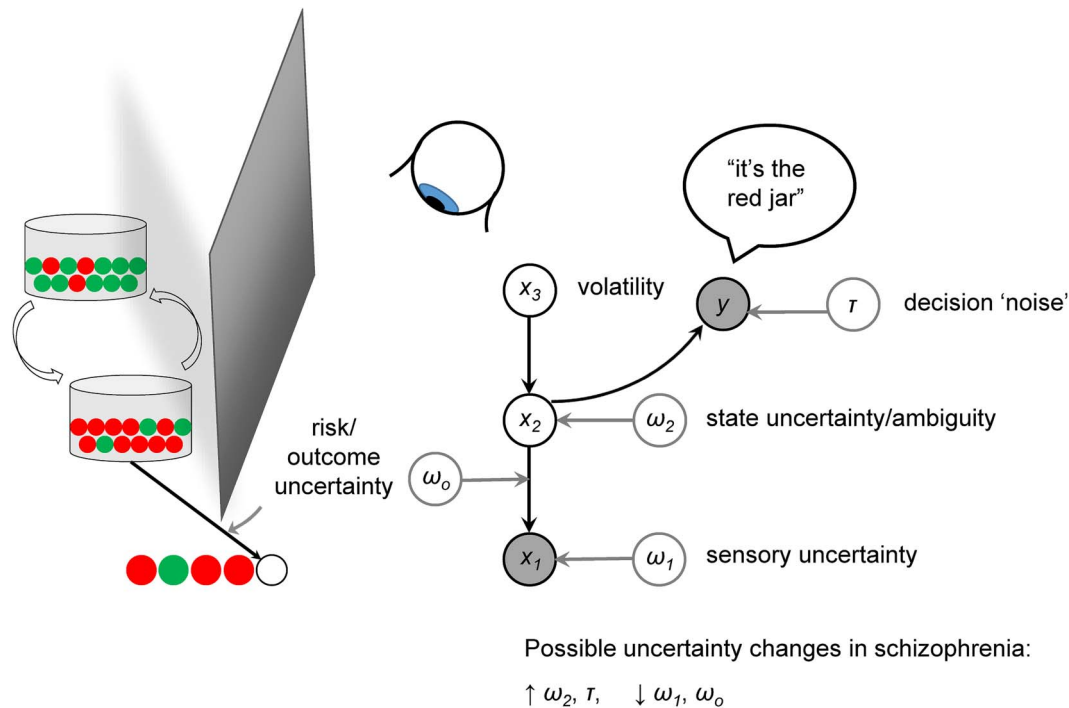 “it's the
red jar”
x3
volatility
y
τ
decision ‘noise’
risk/
outcome
uncertainty
x2
ω2
state uncertainty/ambiguity
ωo
x1
ω1
sensory uncertainty
Possible uncertainty changes in schizophrenia:
↑ ω2, τ, ↓ ω1, ωo